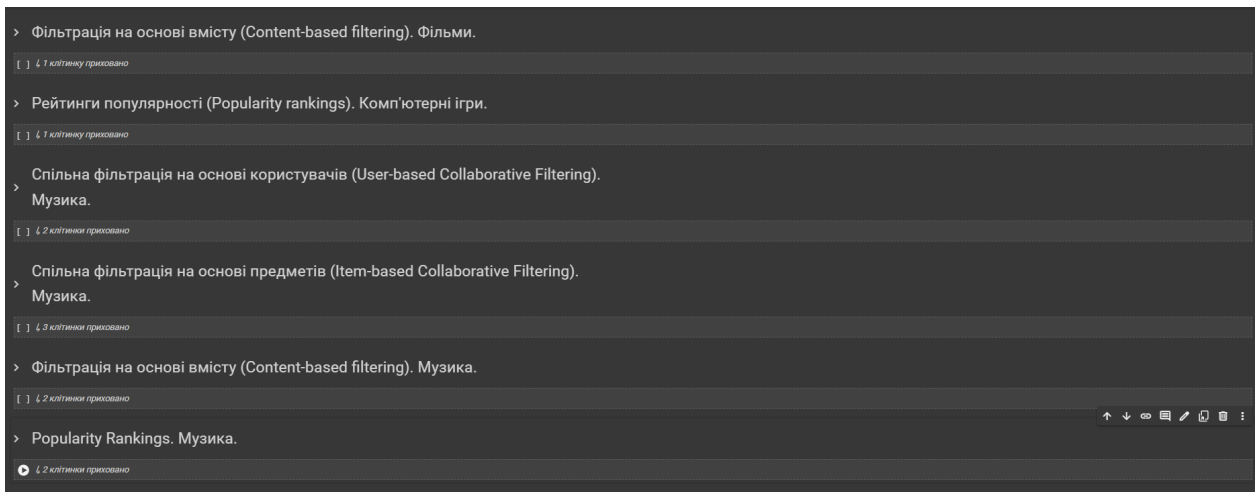 Фільтрація на основі вмісту (Content-based filtering). Фільми.
[ ] ↳ 1 клітинку приховано
Рейтинги популярності (Popularity rankings). Комп'ютерні ігри.
[ ] ↳ 1 клітинку приховано
Спільна фільтрація на основі користувачів (User-based Collaborative Filtering).
Музика.
[ ] ↳ 2 клітинки приховано
Спільна фільтрація на основі предметів (Item-based Collaborative Filtering).
Музика.
[ ] ↳ 3 клітинки приховано
Фільтрація на основі вмісту (Content-based filtering). Музика.
[ ] ↳ 2 клітинки приховано
Popularity Rankings. Музика.
↳ 2 клітинки приховано